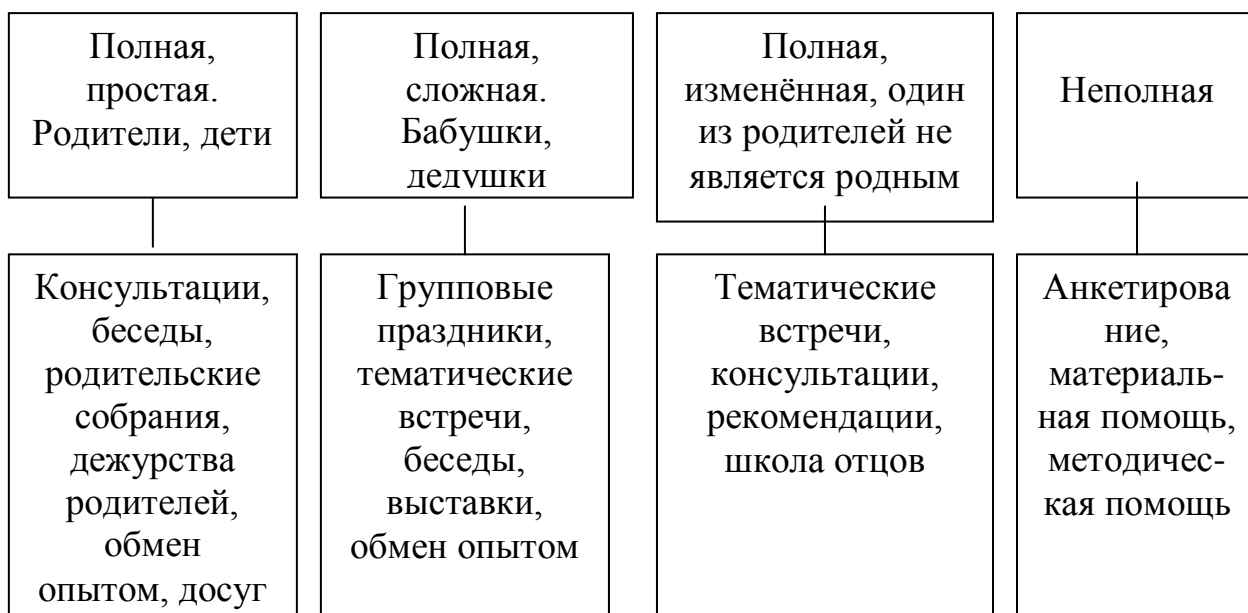 Полная,
простая.
Родители, дети
Полная,
сложная.
Бабушки,
дедушки
Полная,
изменённая, один
из родителей не
является родным
Неполная
Консультации,
беседы,
родительские
собрания,
дежурства
родителей,
обмен
опытом, досуг
Групповые
праздники,
тематические
встречи,
беседы,
выставки,
обмен опытом
Тематические
встречи,
консультации,
рекомендации,
школа отцов
Анкетирова
ние,
материаль-
ная помощь,
методичес-
кая помощь